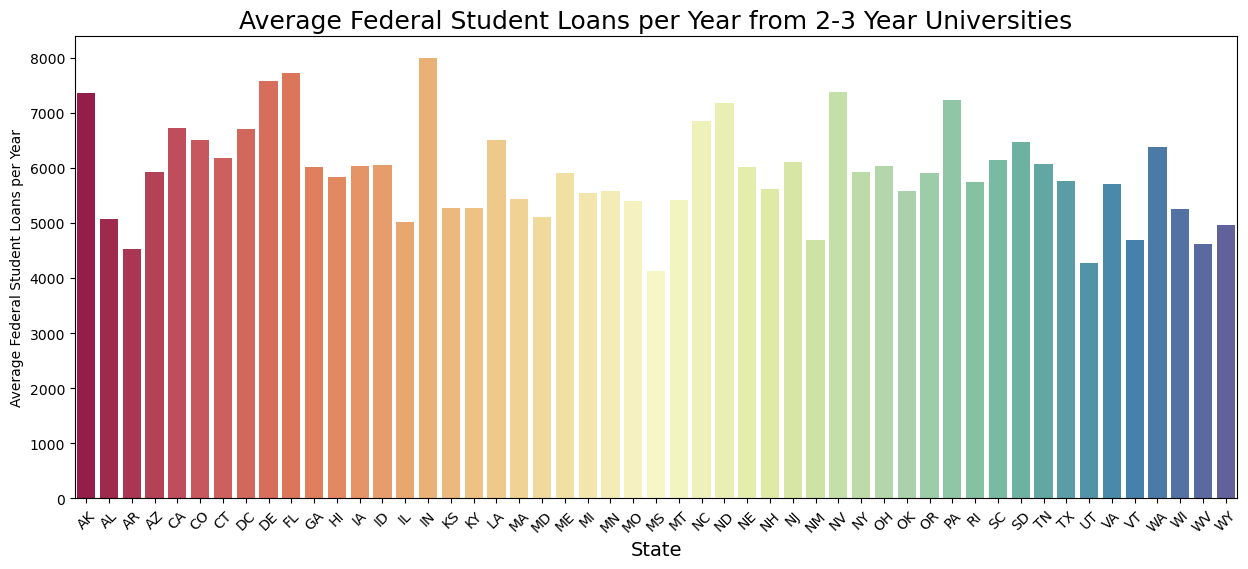 Average Federal Student Loans per Year from 2-3 Year Universities
Average Federal Student Loans per Year
8000
7000
6000
5000
4000
3000
2000
1000
0
AK AL AR AZ CA CO CT DC DE FL GA HI IA ID IL IN KS KY LA MA MD ME MI MN MO MS MT NC ND NE NH NJ NM NV NY OH OK OR PA RI SC SD TN TX UT VA VT WA WI WV WY
State